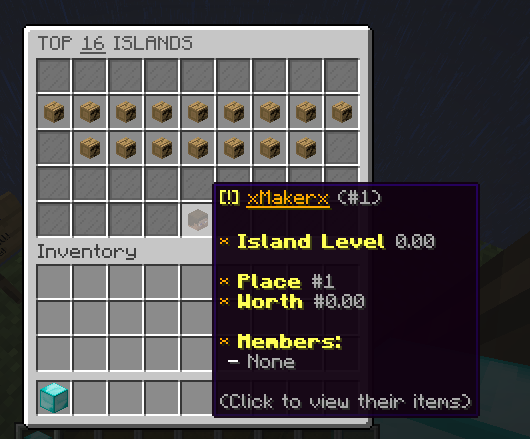 TOP 16 ISLANDS
[!] xMakerx (#1)
× Island Level 0.00
× Place #1
× Worth #0.00
× Members:
– None
(Click to view their items)
Inventory